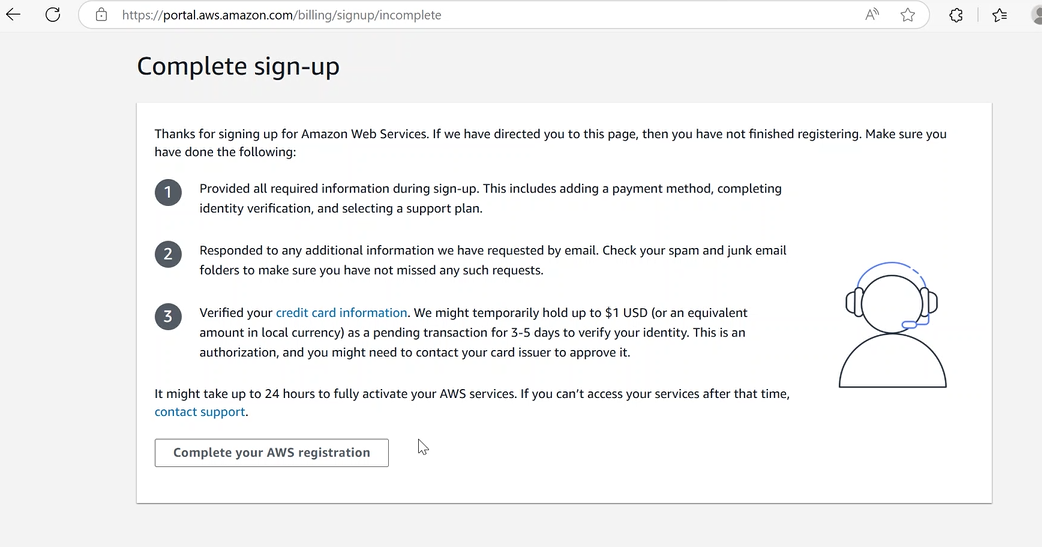 https://portal.aws.amazon.com/billing/signup/incomplete
Complete sign-up
Thanks for signing up for Amazon Web Services. If we have directed you to this page, then you have not finished registering. Make sure you
have done the following:
1
Provided all required information during sign-up. This includes adding a payment method, completing
identity verification, and selecting a support plan.
2
Responded to any additional information we have requested by email. Check your spam and junk email
folders to make sure you have not missed any such requests.
3
Verified your credit card information. We might temporarily hold up to $1 USD (or an equivalent
amount in local currency) as a pending transaction for 3-5 days to verify your identity. This is an
authorization, and you might need to contact your card issuer to approve it.
It might take up to 24 hours to fully activate your AWS services. If you can’t access your services after that time,
contact support.
Complete your AWS registration